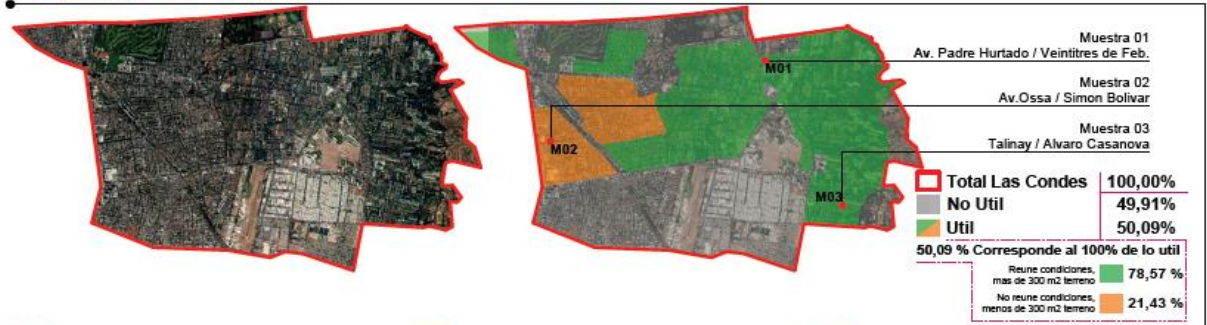 Muestra 01
Av. Padre Hurtado / Veintitres de Feb.
M01
Muestra 02
Av.Ossa / Simon Bolivar
M02
Muestra 03
Talinay / Alvaro Casanova
M03
Total Las Condes 100,00%
No Util 49,91%
Util 50,09%
50,09 % Corresponde al 100% de lo util
Reune condiciones,
mas de 300 m2 terreno 78,57 %
No reune condiciones,
menos de 300 m2 terreno 21,43 %